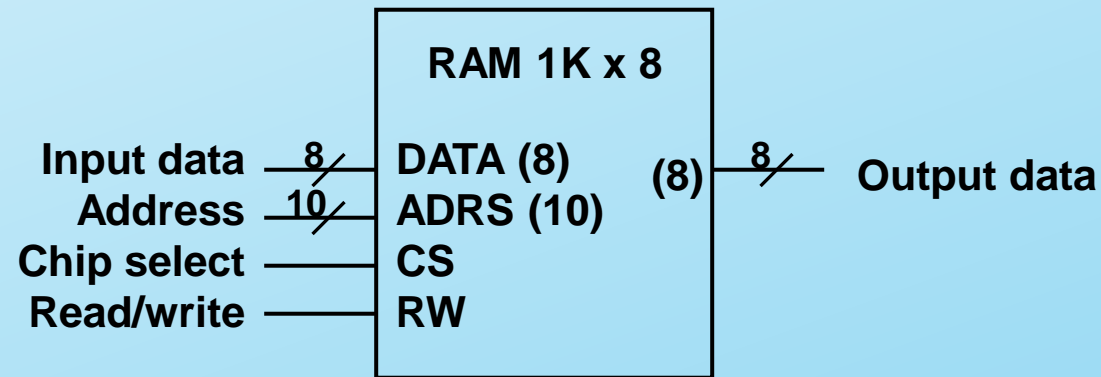 RAM 1K x 8
Input data 8 DATA (8) (8) 8 Output data
Address 10 ADRS (10)
Chip select CS
Read/write RW